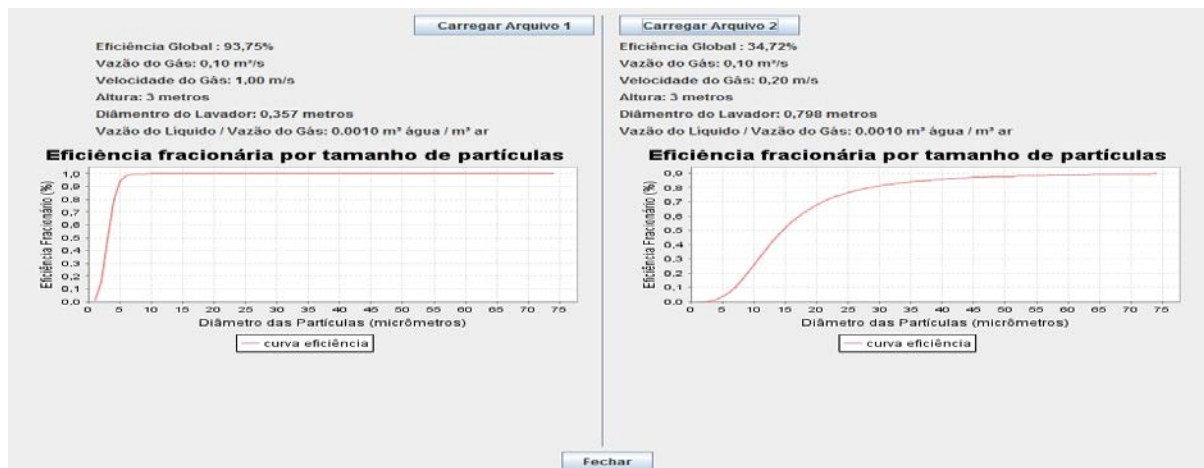 Carregar Arquivo 1
Eficiência Global : 93,75%
Vazão do Gás: 0,10 m³/s
Velocidade do Gás: 1,00 m/s
Altura: 3 metros
Diâmentro do Lavador: 0,357 metros
Vazão do Líquido / Vazão do Gás: 0.0010 m³ água / m³ ar
Eficiência fracionária por tamanho de partículas
Eficiência Fracionário (%)
1,0
0,9
0,8
0,7
0,6
0,5
0,4
0,3
0,2
0,1
0,0
0 5 10 15 20 25 30 35 40 45 50 55 60 65 70 75
Diâmetro das Partículas (micrômetros)
curva eficiência
Carregar Arquivo 2
Eficiência Global : 34,72%
Vazão do Gás: 0,10 m³/s
Velocidade do Gás: 0,20 m/s
Altura: 3 metros
Diâmentro do Lavador: 0,798 metros
Vazão do Líquido / Vazão do Gás: 0.0010 m³ água / m³ ar
Eficiência fracionária por tamanho de partículas
Eficiência Fracionário (%)
0,9
0,8
0,7
0,6
0,5
0,4
0,3
0,2
0,1
0,0
0 5 10 15 20 25 30 35 40 45 50 55 60 65 70 75
Diâmetro das Partículas (micrômetros)
curva eficiência
Fechar